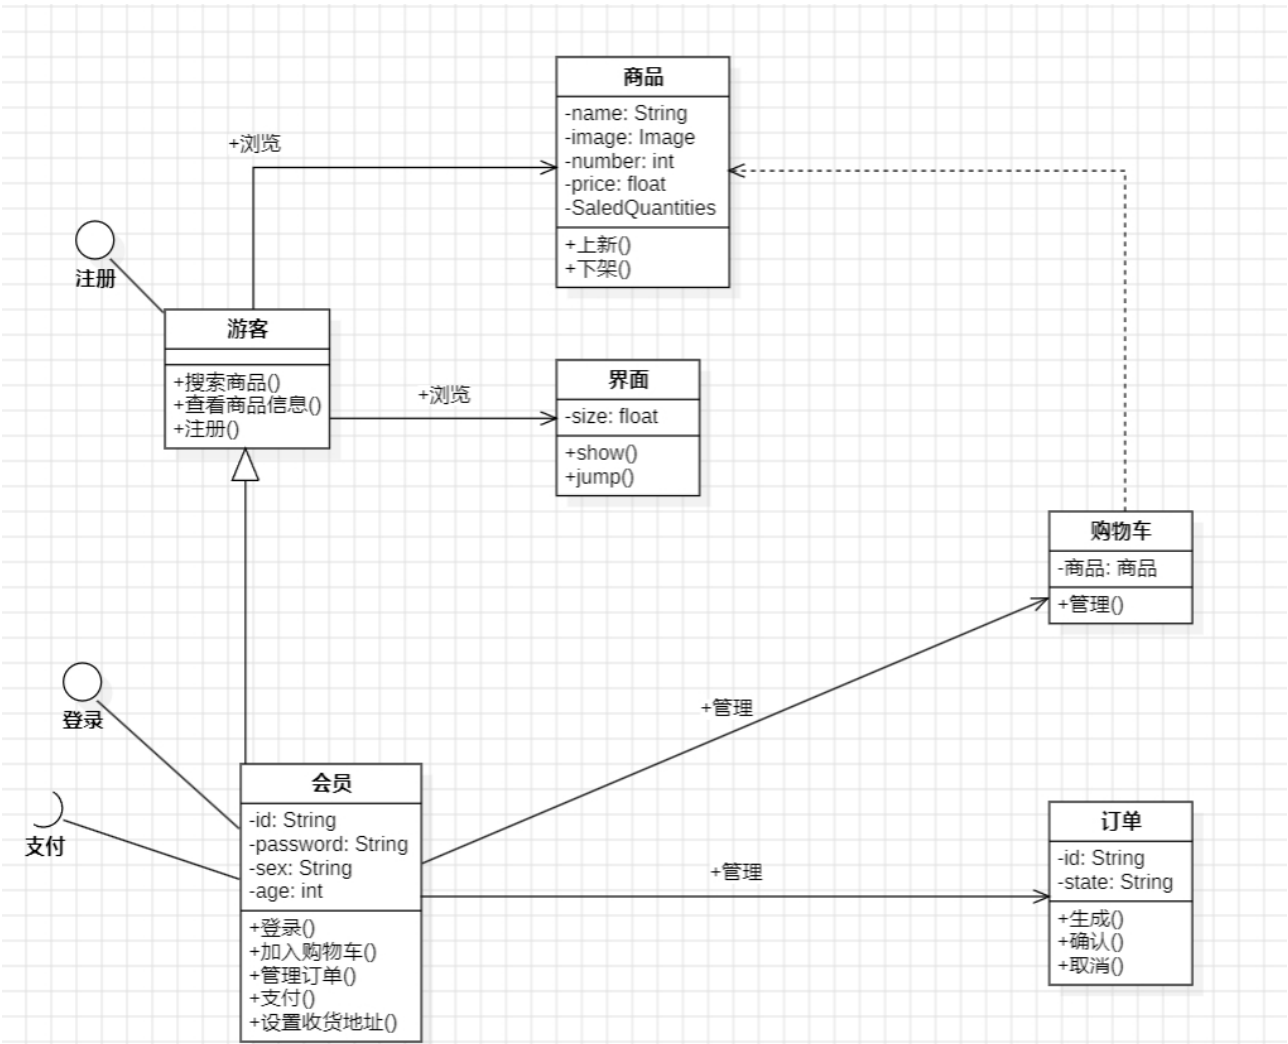 商品
-name: String
-image: Image
-number: int
-price: float
-SaledQuantities
+上新()
+下架()
+浏览
注册
游客
+搜索商品()
+查看商品信息()
+注册()
+浏览
界面
-size: float
+show()
+jump()
购物车
-商品: 商品
+管理()
+管理
登录
支付
会员
-id: String
-password: String
-sex: String
-age: int
+登录()
+加入购物车()
+管理订单()
+支付()
+设置收货地址()
+管理
订单
-id: String
-state: String
+生成()
+确认()
+取消()